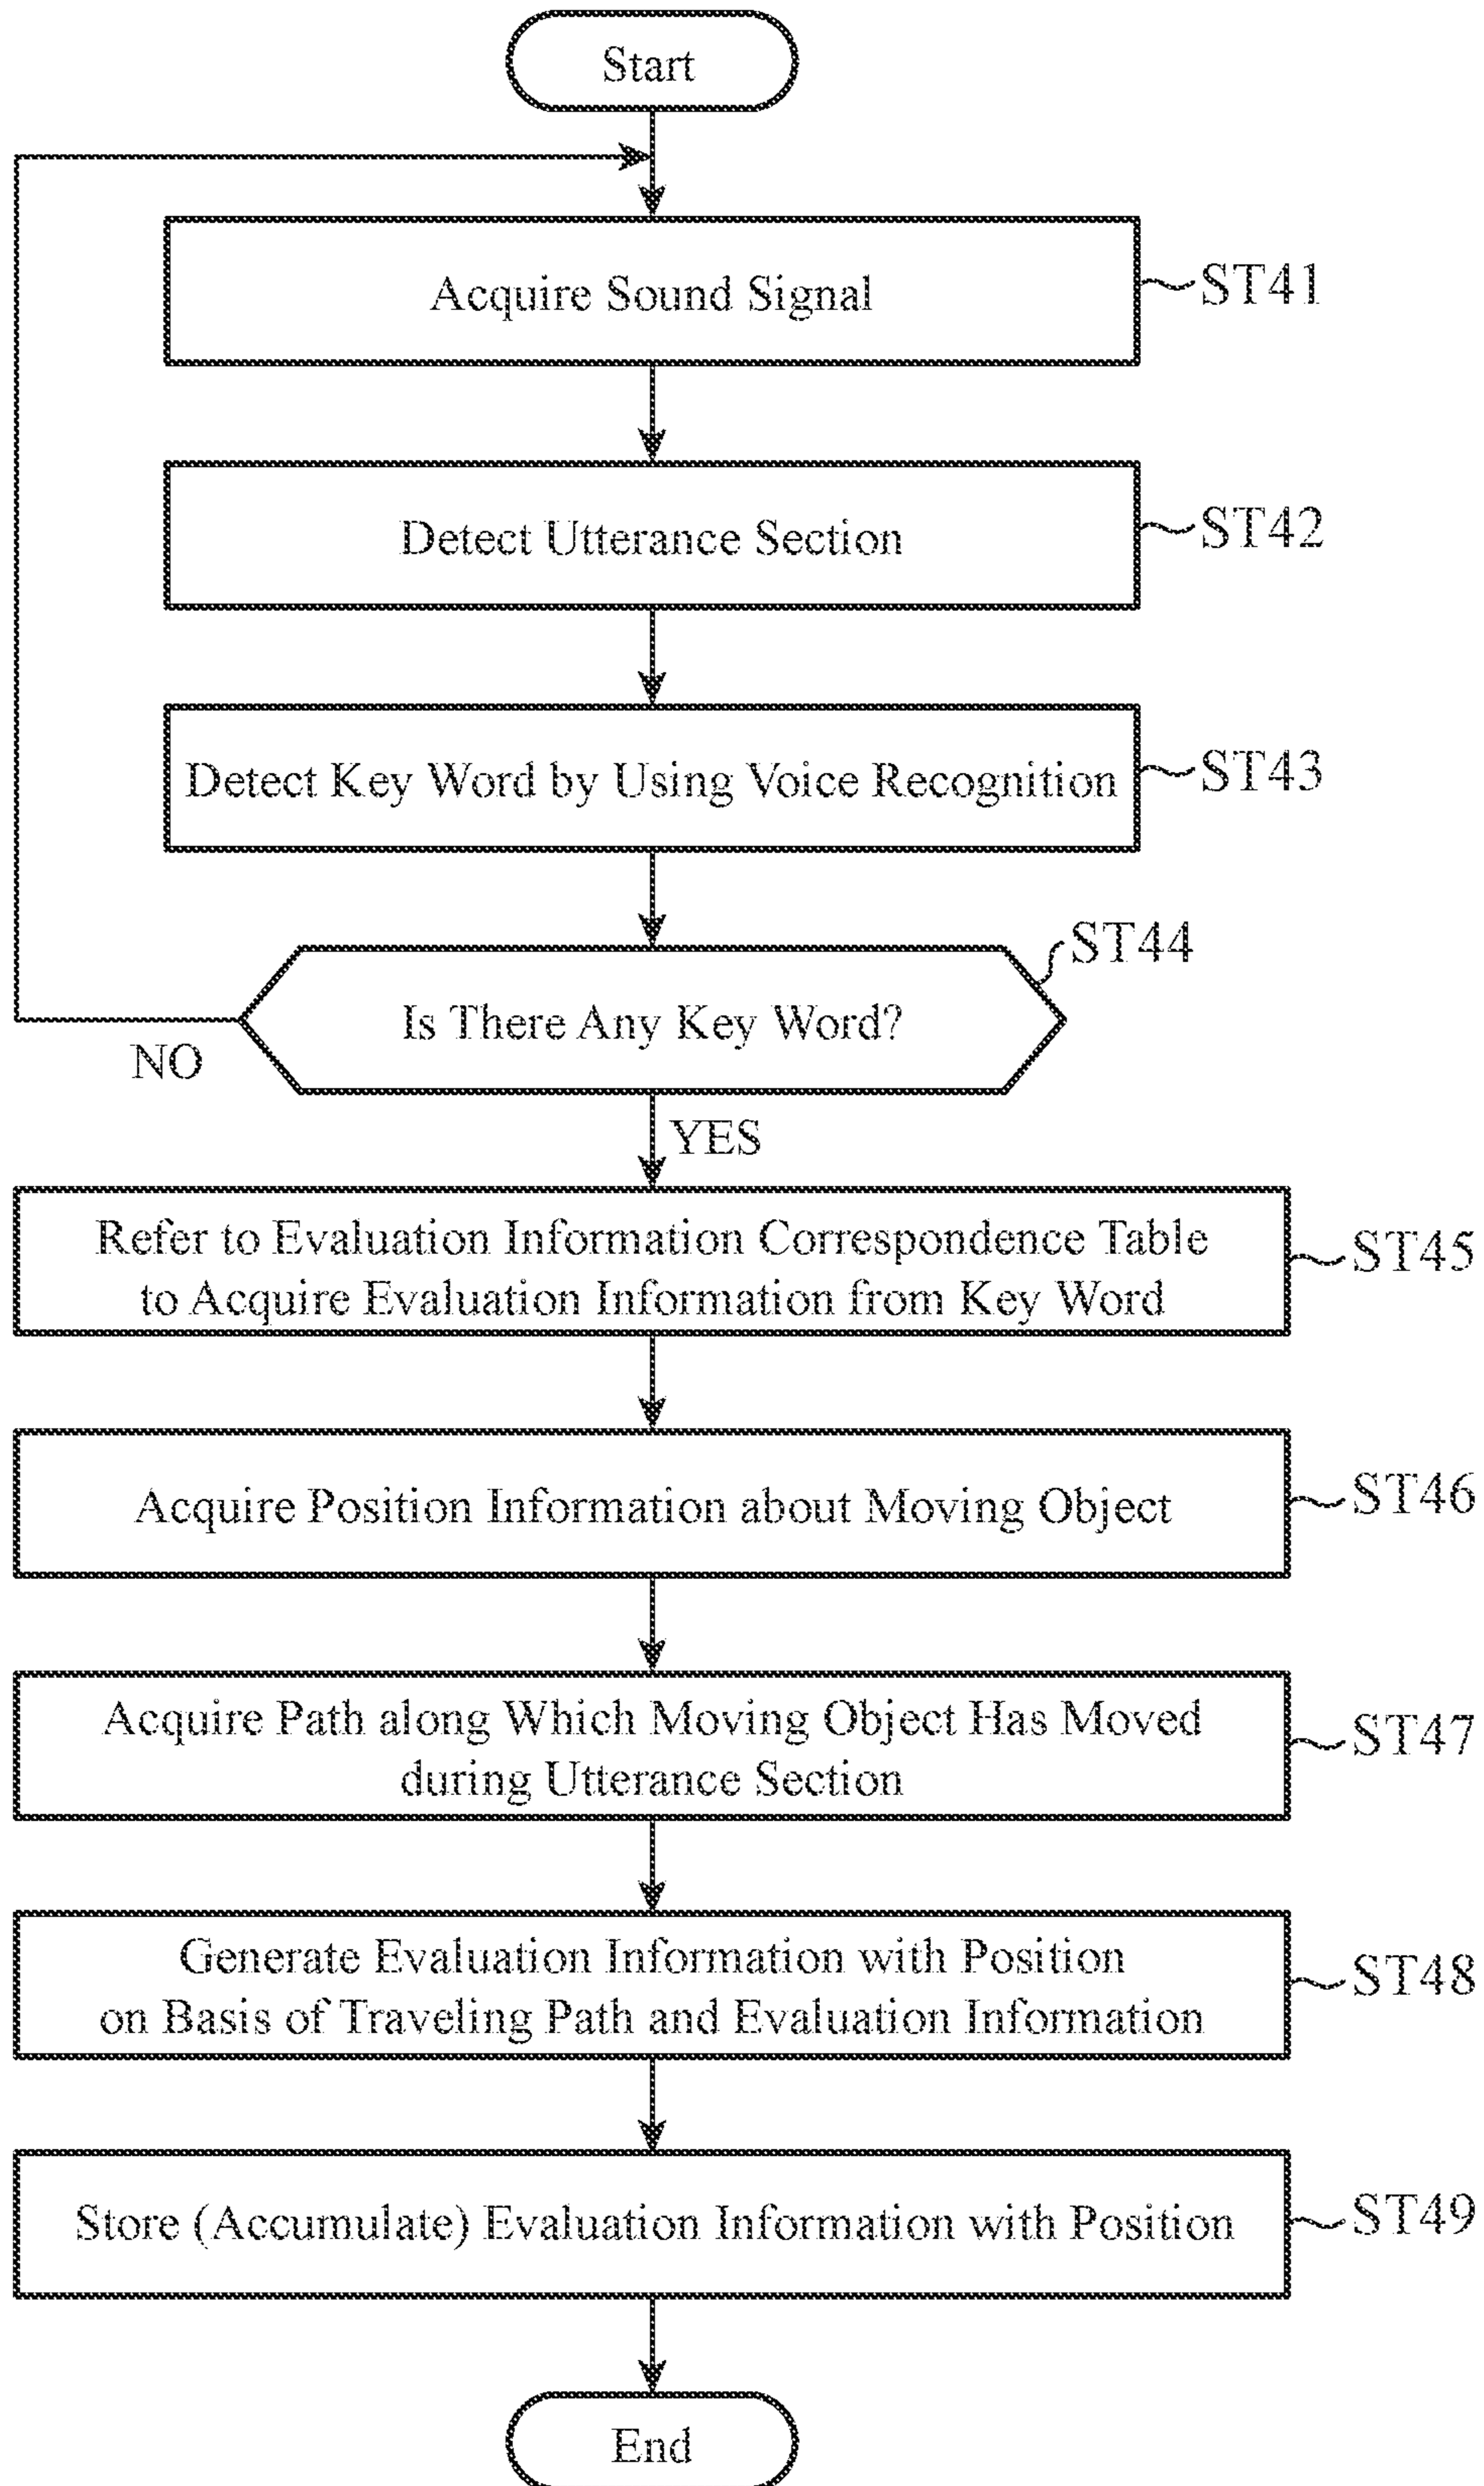 Start
Acquire Sound Signal
ST41
Detect Utterance Section
ST42
Detect Key Word by Using Voice Recognition
ST43
ST44
Is There Any Key Word?
NO
YES
Refer to Evaluation Information Correspondence Table
to Acquire Evaluation Information from Key Word
ST45
Acquire Position Information about Moving Object
ST46
Acquire Path along Which Moving Object Has Moved
during Utterance Section
ST47
Generate Evaluation Information with Position
on Basis of Traveling Path and Evaluation Information
ST48
Store (Accumulate) Evaluation Information with Position
ST49
End